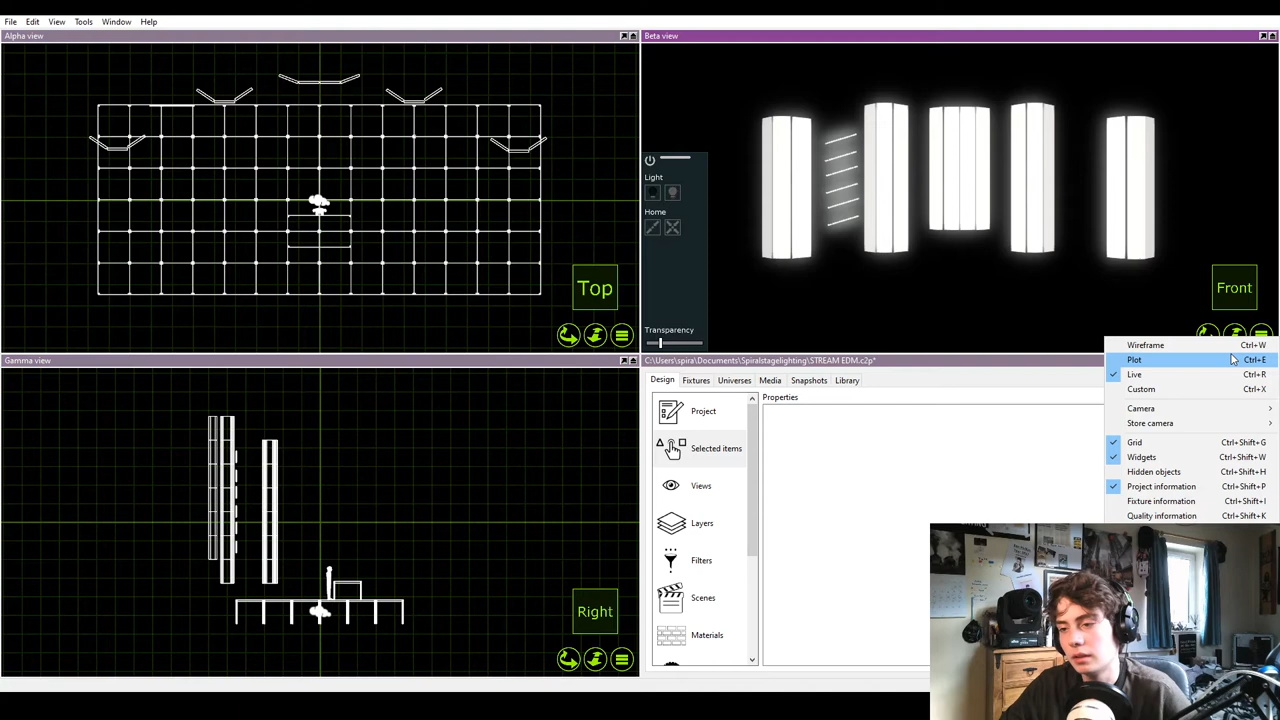 File Edit View Tools Window Help
Alpha view
Top
Beta view
Light
Home
Transparency
Front
Gamma view
Right
C:\Users\spira\Documents\Spiralstagelighting\STREAM EDM.c2p*
Design Fixtures Universes Media Snapshots Library
Project
Selected items
Views
Layers
Filters
Scenes
Materials
Properties
Wireframe Ctrl+W
Plot Ctrl+E
Live Ctrl+R
Custom Ctrl+X
Camera
Store camera
Grid Ctrl+Shift+G
Widgets Ctrl+Shift+W
Hidden objects Ctrl+Shift+H
Project information Ctrl+Shift+P
Fixture information Ctrl+Shift+I
Quality information Ctrl+Shift+K